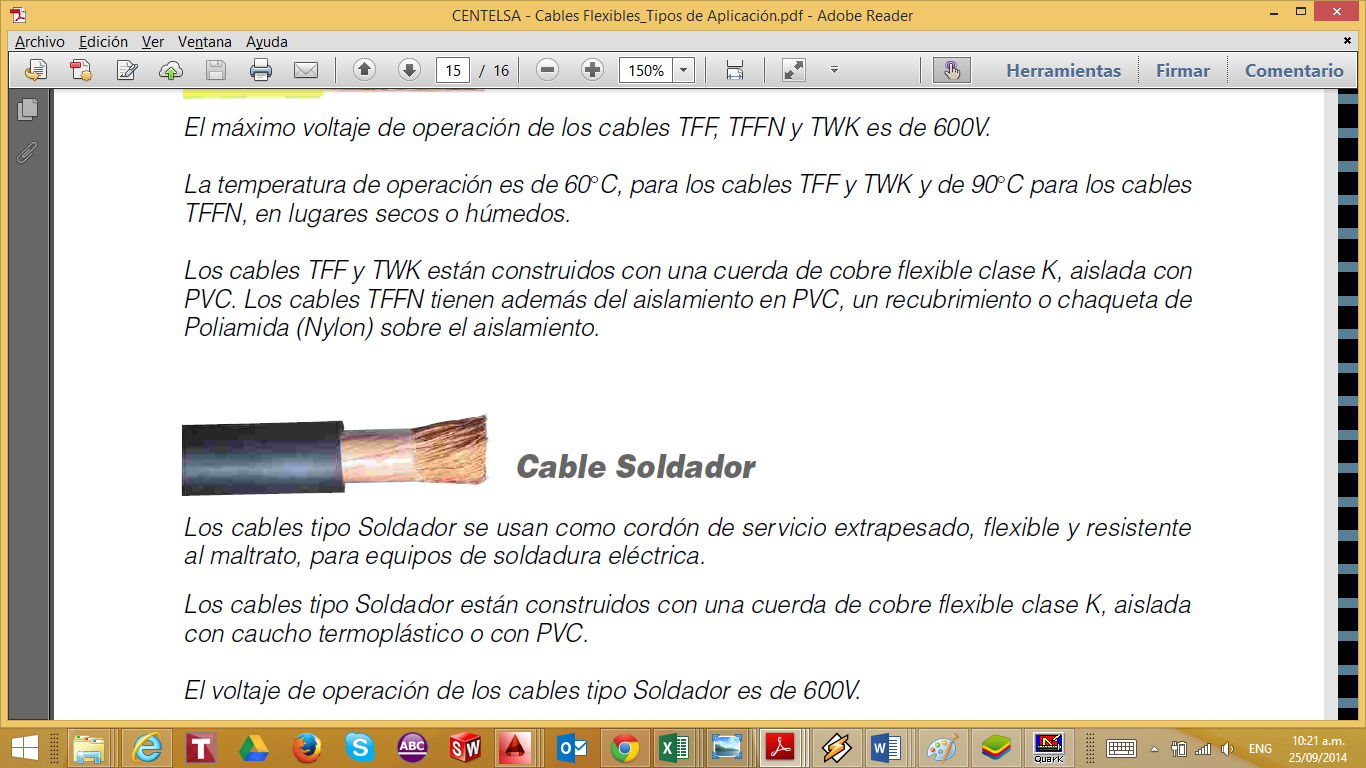 CENTELSA - Cables Flexibles_Tipos de Aplicación.pdf - Adobe Reader
Archivo Edición Ver Ventana Ayuda
15 / 16 150% Herramientas Firmar Comentario
El máximo voltaje de operación de los cables TFF, TFFN y TWK es de 600V.
La temperatura de operación es de 60°C, para los cables TFF y TWK y de 90°C para los cables
TFFN, en lugares secos o húmedos.
Los cables TFF y TWK están construidos con una cuerda de cobre flexible clase K, aislada con
PVC. Los cables TFFN tienen además del aislamiento en PVC, un recubrimiento o chaqueta de
Poliamida (Nylon) sobre el aislamiento.
Cable Soldador
Los cables tipo Soldador se usan como cordón de servicio extrapesado, flexible y resistente
al maltrato, para equipos de soldadura eléctrica.
Los cables tipo Soldador están construidos con una cuerda de cobre flexible clase K, aislada
con caucho termoplástico o con PVC.
El voltaje de operación de los cables tipo Soldador es de 600V.
ABC SW ENG 10:21 a.m.
QuarK 25/09/2014